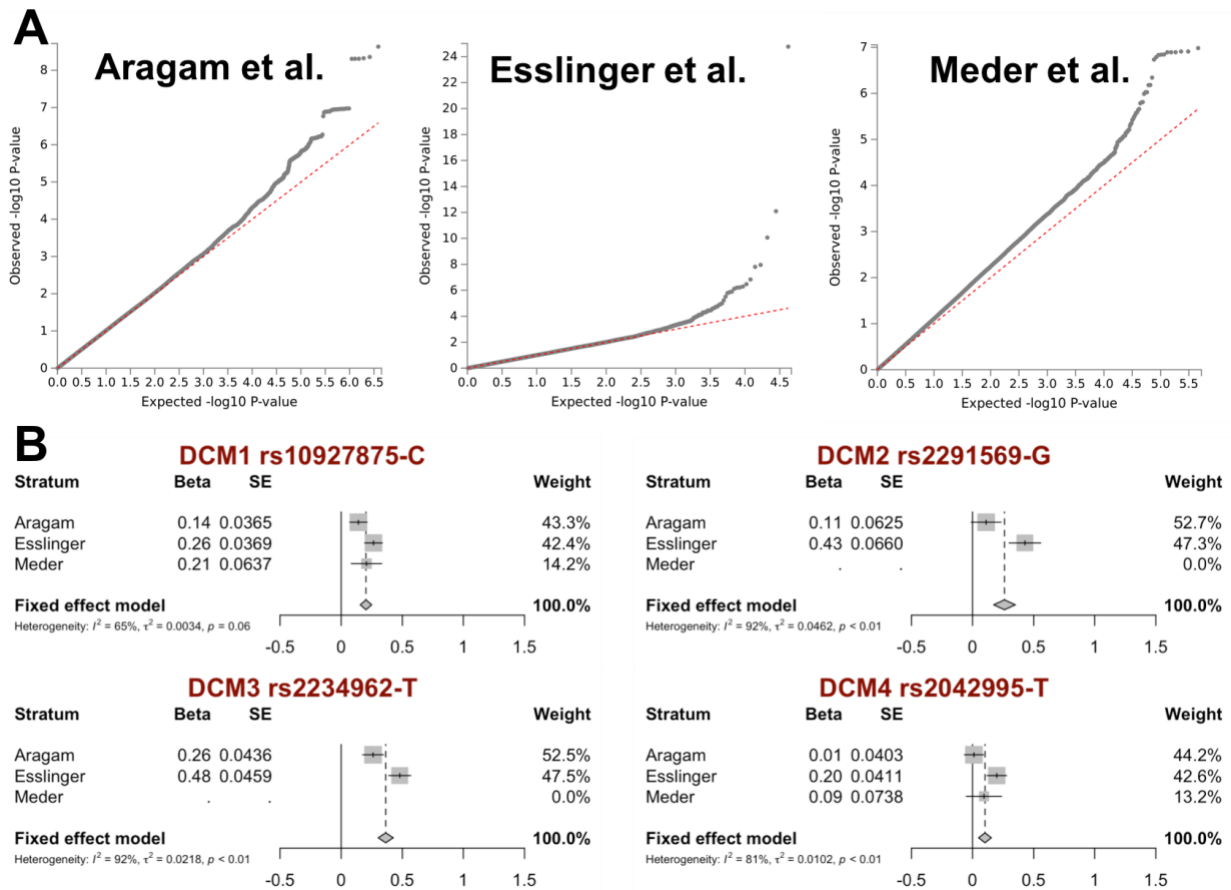 A
Aragam et al.
Esslinger et al.
Meder et al.
Observed -log10 P-value
8
7
6
5
4
3
2
1
0
0.0 0.5 1.0 1.5 2.0 2.5 3.0 3.5 4.0 4.5 5.0 5.5 6.0 6.5
Expected -log10 P-value
Observed -log10 P-value
24
22
20
18
16
14
12
10
8
6
4
2
0
0.0 0.5 1.0 1.5 2.0 2.5 3.0 3.5 4.0 4.5
Expected -log10 P-value
Observed -log10 P-value
7
6
5
4
3
2
1
0
0.0 0.5 1.0 1.5 2.0 2.5 3.0 3.5 4.0 4.5 5.0 5.5
Expected -log10 P-value
B
DCM1 rs10927875-C
Stratum Beta SE Weight
Aragam 0.14 0.0365 43.3%
Esslinger 0.26 0.0369 42.4%
Meder 0.21 0.0637 14.2%
Fixed effect model 100.0%
Heterogeneity: I² = 65%, τ² = 0.0034, p = 0.06
-0.5 0 0.5 1 1.5
DCM2 rs2291569-G
Stratum Beta SE Weight
Aragam 0.11 0.0625 52.7%
Esslinger 0.43 0.0660 47.3%
Meder . . 0.0%
Fixed effect model 100.0%
Heterogeneity: I² = 92%, τ² = 0.0462, p < 0.01
-0.5 0 0.5 1 1.5
DCM3 rs2234962-T
Stratum Beta SE Weight
Aragam 0.26 0.0436 52.5%
Esslinger 0.48 0.0459 47.5%
Meder . . 0.0%
Fixed effect model 100.0%
Heterogeneity: I² = 92%, τ² = 0.0218, p < 0.01
-0.5 0 0.5 1 1.5
DCM4 rs2042995-T
Stratum Beta SE Weight
Aragam 0.01 0.0403 44.2%
Esslinger 0.20 0.0411 42.6%
Meder 0.09 0.0738 13.2%
Fixed effect model 100.0%
Heterogeneity: I² = 81%, τ² = 0.0102, p < 0.01
-0.5 0 0.5 1 1.5